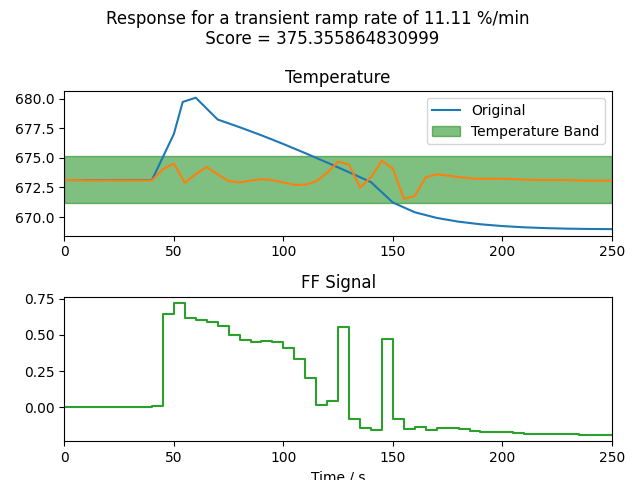 Response for a transient ramp rate of 11.11 %/min
Score = 375.355864830999
Temperature
680.0
677.5
675.0
672.5
670.0
Original
Temperature Band
0 50 100 150 200 250
FF Signal
0.75
0.50
0.25
0.00
0 50 100 150 200 250
Time / s